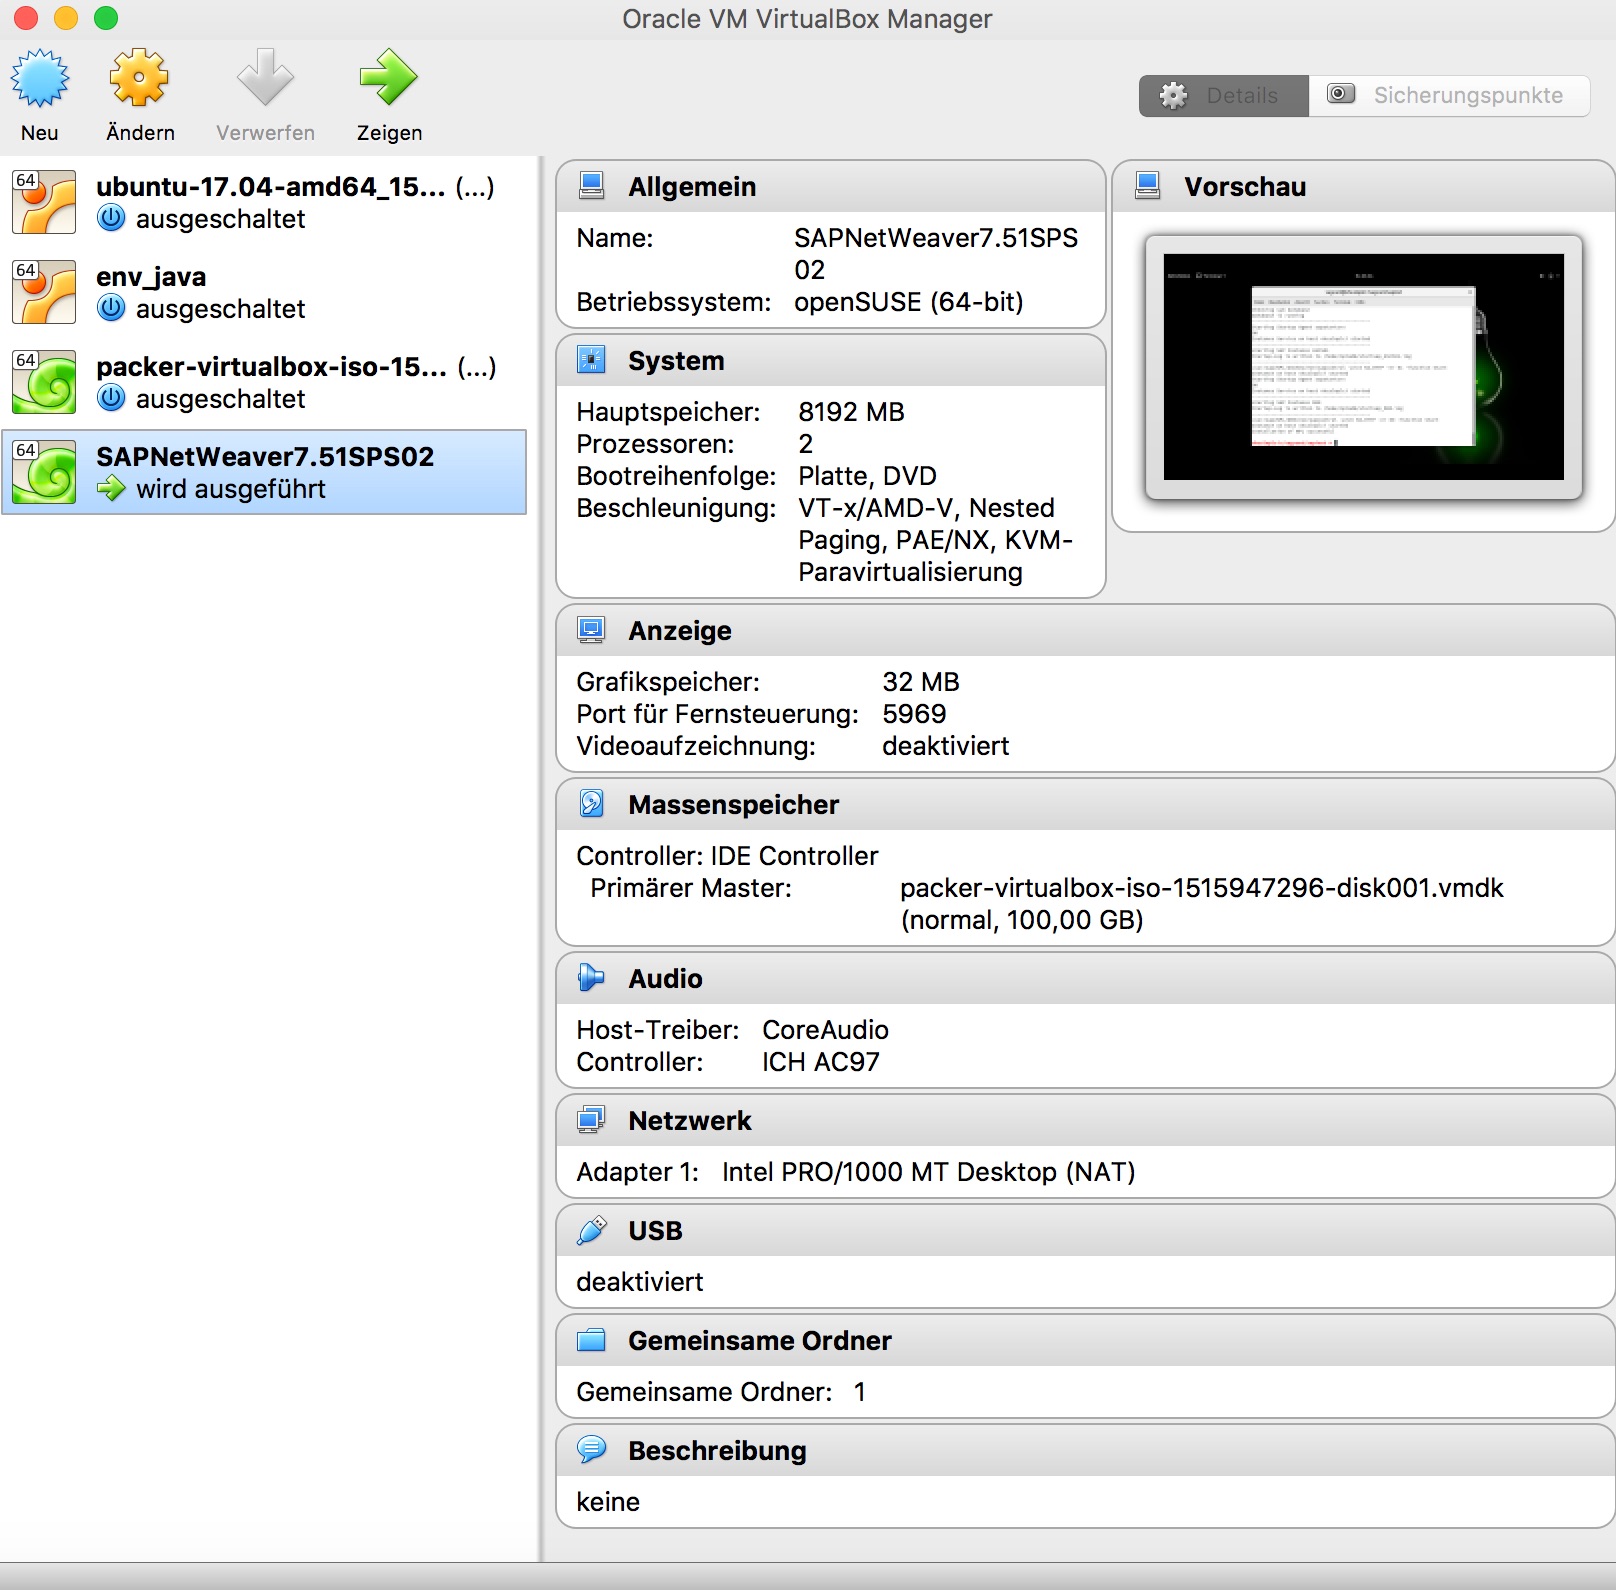 Oracle VM VirtualBox Manager
Neu
Ändern
Verwerfen
Zeigen
Details
Sicherungspunkte
64
ubuntu-17.04-amd64_15... (...)
ausgeschaltet
64
env_java
ausgeschaltet
64
packer-virtualbox-iso-15... (...)
ausgeschaltet
64
SAPNetWeaver7.51SPS02
wird ausgeführt
Allgemein
Name: SAPNetWeaver7.51SPS
02
Betriebssystem: openSUSE (64-bit)
Vorschau
System
Hauptspeicher: 8192 MB
Prozessoren: 2
Bootreihenfolge: Platte, DVD
Beschleunigung: VT-x/AMD-V, Nested
Paging, PAE/NX, KVM-
Paravirtualisierung
Anzeige
Grafikspeicher: 32 MB
Port für Fernsteuerung: 5969
Videoaufzeichnung: deaktiviert
Massenspeicher
Controller: IDE Controller
Primärer Master: packer-virtualbox-iso-1515947296-disk001.vmdk
(normal, 100,00 GB)
Audio
Host-Treiber: CoreAudio
Controller: ICH AC97
Netzwerk
Adapter 1: Intel PRO/1000 MT Desktop (NAT)
USB
deaktiviert
Gemeinsame Ordner
Gemeinsame Ordner: 1
Beschreibung
keine